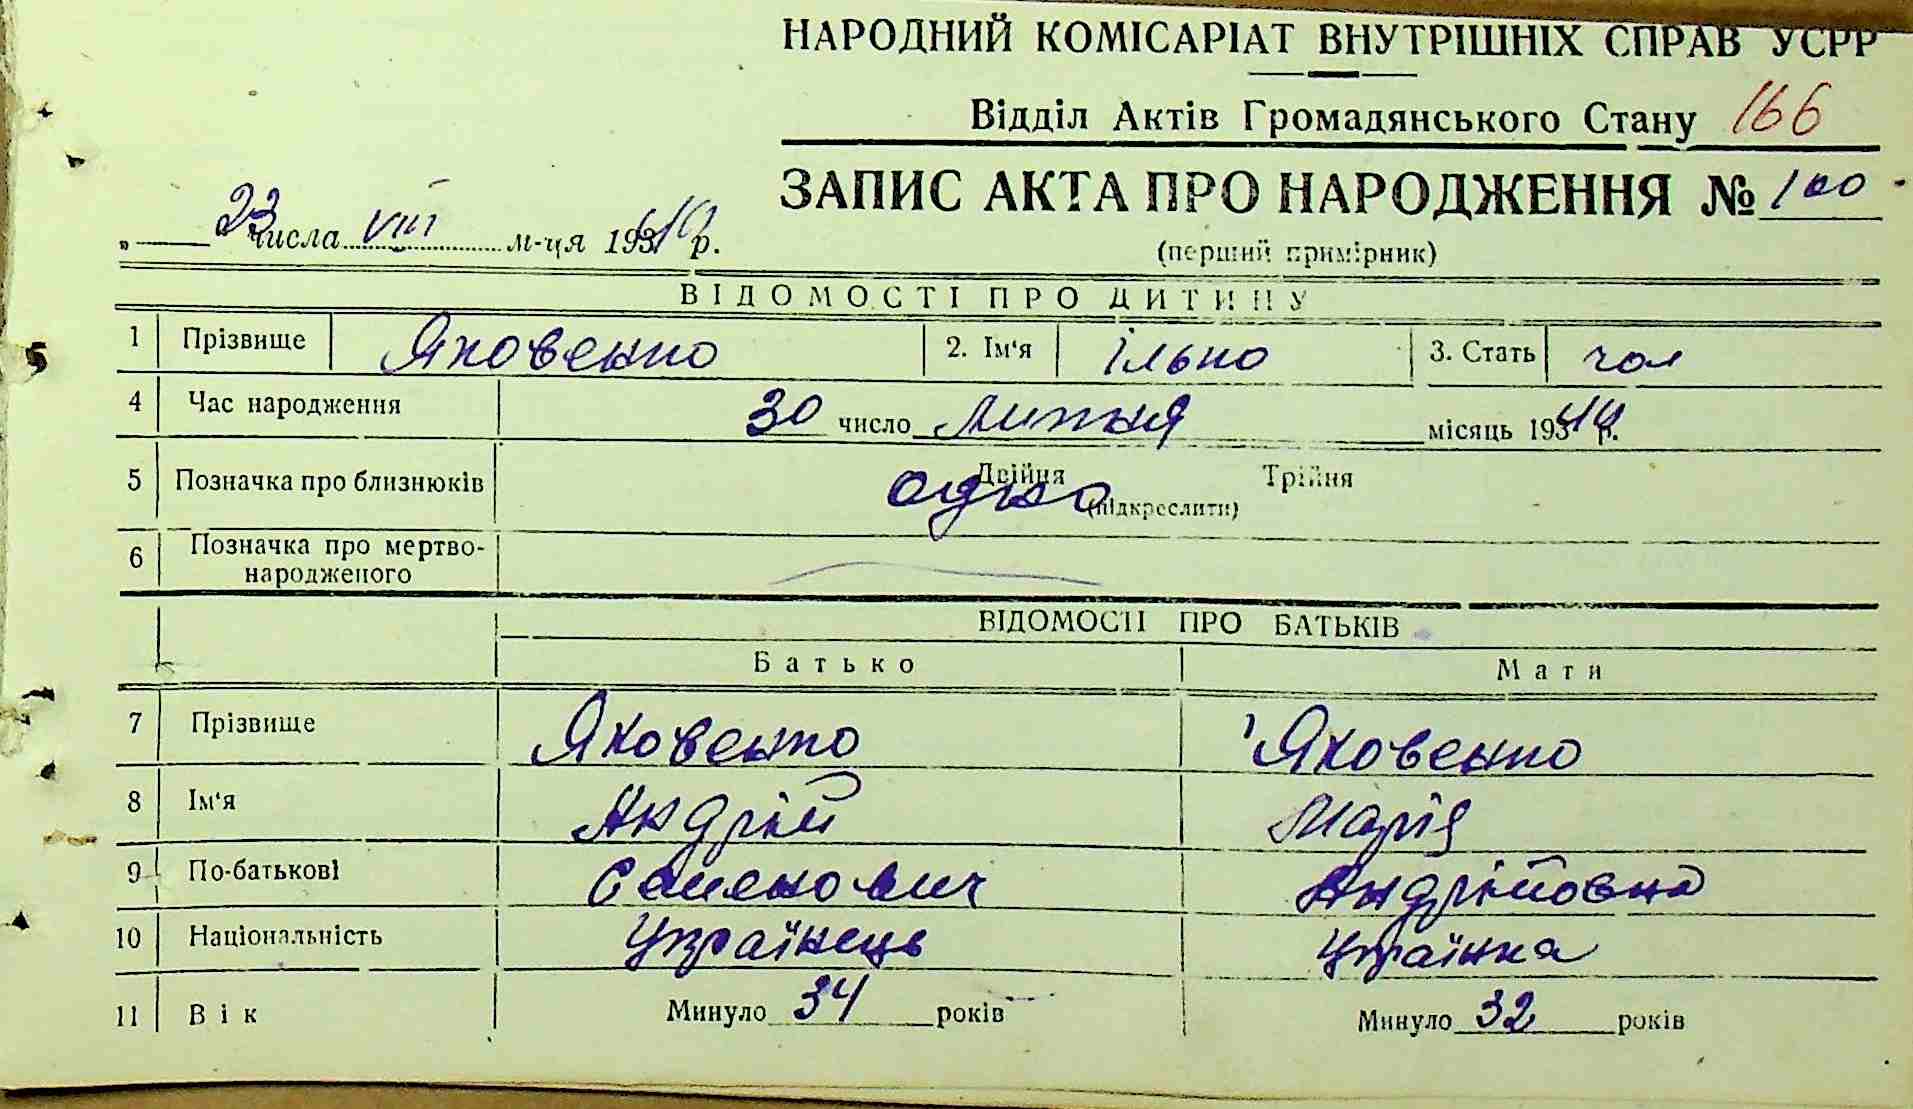 НАРОДНИЙ КОМІСАРІАТ ВНУТРІШНІХ СПРАВ УСРР
Відділ Актів Громадянського Стану 166
ЗАПИС АКТА ПРО НАРОДЖЕННЯ № 100
„ 23 числа VIII м-ця 1940 р.
(перший примірник)
ВІДОМОСТІ ПРО ДИТИНУ
1 Прізвище Яковенко 2. Ім'я Ілько 3. Стать чол
4 Час народження 30 число Липня місяць 1940 р.
5 Позначка про близнюків Двійня Трійня
одно (підкреслити)
6 Позначка про мертво-
народженого
ВІДОМОСТІ ПРО БАТЬКІВ
Батько Мати
7 Прізвище Яковенко Яковенко
8 Ім'я Андрій Марія
9 По-батькові Семенович Андрійовна
10 Національність Українець Українка
11 Вік Минуло 34 років Минуло 32 років